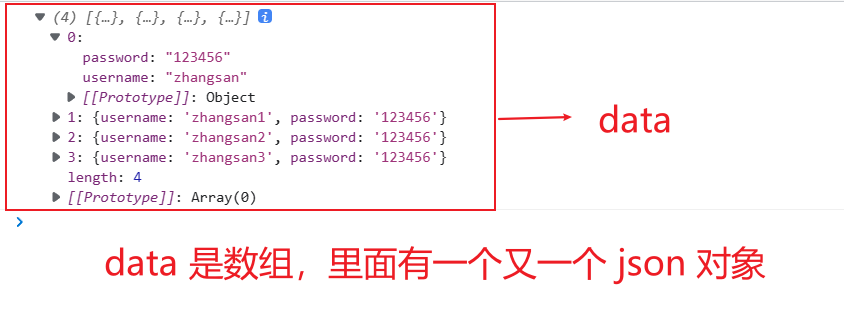 (4) [{…}, {…}, {…}, {…}] i
0:
password: "123456"
username: "zhangsan"
[[Prototype]]: Object
1: {username: 'zhangsan1', password: '123456'}
2: {username: 'zhangsan2', password: '123456'}
3: {username: 'zhangsan3', password: '123456'}
length: 4
[[Prototype]]: Array(0)
data
data 是数组，里面有一个又一个 json 对象